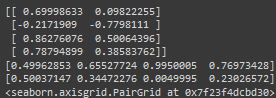 [[ 0.69998633  0.09822255]
 [-0.2171909  -0.7798111 ]
 [ 0.86276076  0.50064396]
 [ 0.78794899  0.38583762]]
[0.49962853 0.65527724 0.9950005  0.76973428]
[0.50037147 0.34472276 0.0049995  0.23026572]
<seaborn.axisgrid.PairGrid at 0x7f23f4dcbd30>